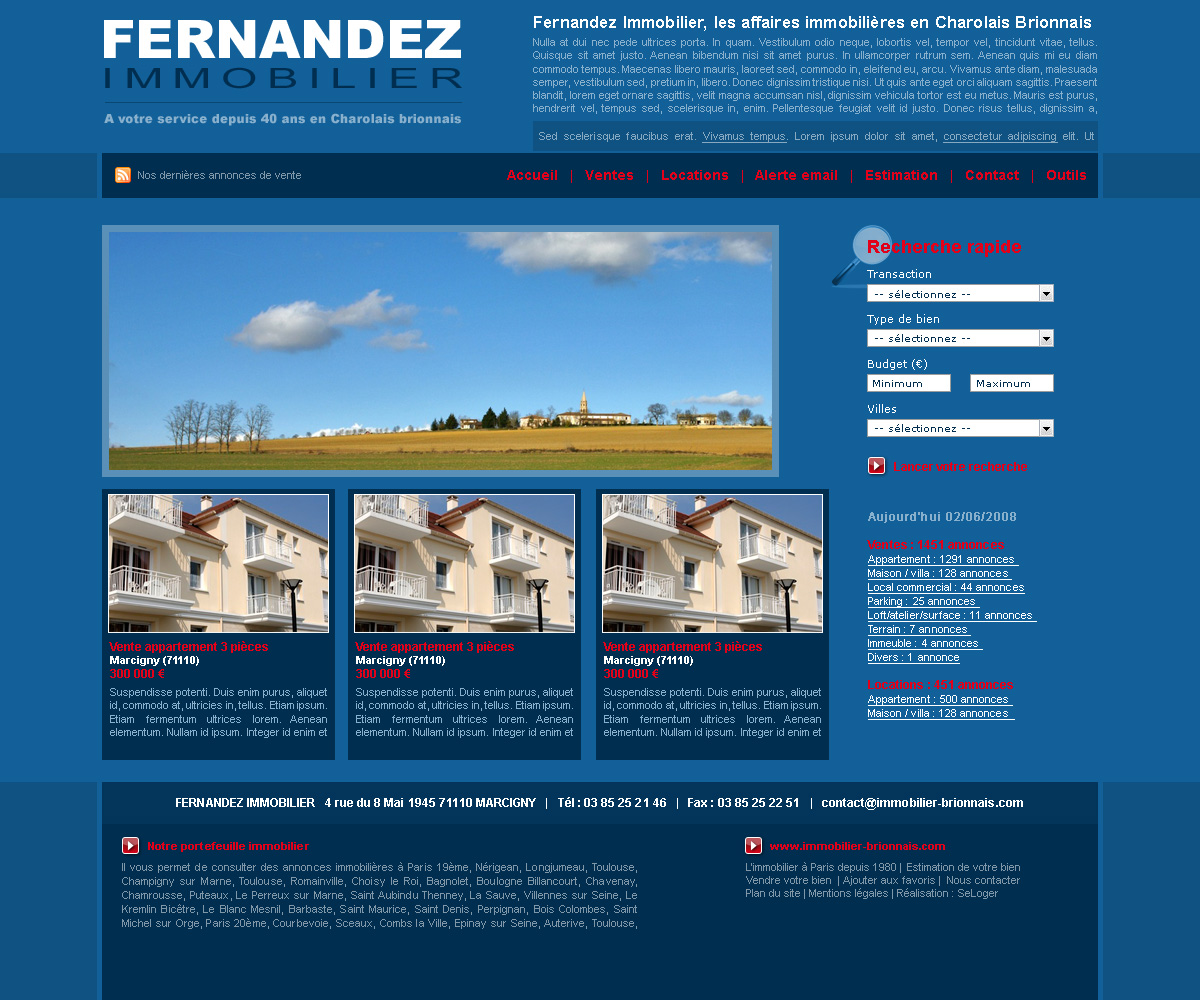 FERNANDEZ
IMMOBILIER
A votre service depuis 40 ans en Charolais brionnais
Fernandez Immobilier, les affaires immobilières en Charolais Brionnais
Nulla at dui nec pede ultrices porta. In quam. Vestibulum odio neque, lobortis vel, tempor vel, tincidunt vitae, tellus.
Quisque sit amet justo. Aenean bibendum nisi sit amet purus. In ullamcorper rutrum sem. Aenean quis mi eu diam
commodo tempus. Maecenas libero mauris, laoreet sed, commodo in, eleifend eu, arcu. Vivamus ante diam, malesuada
semper, vestibulum sed, pretium in, libero. Donec dignissim tristique nisi. Ut quis ante eget orci aliquam sagittis. Praesent
blandit, lorem eget ornare sagittis, velit magna accumsan nisl, dignissim vehicula tortor est eu metus. Mauris est purus,
hendrerit vel, tempus sed, scelerisque in, enim. Pellentesque feugiat velit id justo. Donec risus tellus, dignissim a,
Sed scelerisque faucibus erat. Vivamus tempus. Lorem ipsum dolor sit amet, consectetur adipiscing elit. Ut
Nos dernières annonces de vente
Accueil | Ventes | Locations | Alerte email | Estimation | Contact | Outils
Recherche rapide
Transaction
-- sélectionnez --
Type de bien
-- sélectionnez --
Budget (€)
Minimum Maximum
Villes
-- sélectionnez --
Lancer votre recherche
Aujourd'hui 02/06/2008
Ventes : 1451 annonces
Appartement : 1291 annonces
Maison / villa : 128 annonces
Local commercial : 44 annonces
Parking : 25 annonces
Loft/atelier/surface : 11 annonces
Terrain : 7 annonces
Immeuble : 4 annonces
Divers : 1 annonce
Locations : 451 annonces
Appartement : 500 annonces
Maison / villa : 128 annonces
Vente appartement 3 pièces
Marcigny (71110)
300 000 €
Suspendisse potenti. Duis enim purus, aliquet
id, commodo at, ultricies in, tellus. Etiam ipsum.
Etiam fermentum ultrices lorem. Aenean
elementum. Nullam id ipsum. Integer id enim et
Vente appartement 3 pièces
Marcigny (71110)
300 000 €
Suspendisse potenti. Duis enim purus, aliquet
id, commodo at, ultricies in, tellus. Etiam ipsum.
Etiam fermentum ultrices lorem. Aenean
elementum. Nullam id ipsum. Integer id enim et
Vente appartement 3 pièces
Marcigny (71110)
300 000 €
Suspendisse potenti. Duis enim purus, aliquet
id, commodo at, ultricies in, tellus. Etiam ipsum.
Etiam fermentum ultrices lorem. Aenean
elementum. Nullam id ipsum. Integer id enim et
FERNANDEZ IMMOBILIER 4 rue du 8 Mai 1945 71110 MARCIGNY | Tél : 03 85 25 21 46 | Fax : 03 85 25 22 51 | contact@immobilier-brionnais.com
Notre portefeuille immobilier
Il vous permet de consulter des annonces immobilières à Paris 19ème, Nérigean, Longjumeau, Toulouse,
Champigny sur Marne, Toulouse, Romainville, Choisy le Roi, Bagnolet, Boulogne Billancourt, Chavenay,
Chamrousse, Puteaux, Le Perreux sur Marne, Saint Aubindu Thenney, La Sauve, Villennes sur Seine, Le
Kremlin Bicêtre, Le Blanc Mesnil, Barbaste, Saint Maurice, Saint Denis, Perpignan, Bois Colombes, Saint
Michel sur Orge, Paris 20ème, Courbevoie, Sceaux, Combs la Ville, Epinay sur Seine, Auterive, Toulouse,
www.immobilier-brionnais.com
L'immobilier à Paris depuis 1980 | Estimation de votre bien
Vendre votre bien | Ajouter aux favoris | Nous contacter
Plan du site | Mentions légales | Réalisation : SeLoger